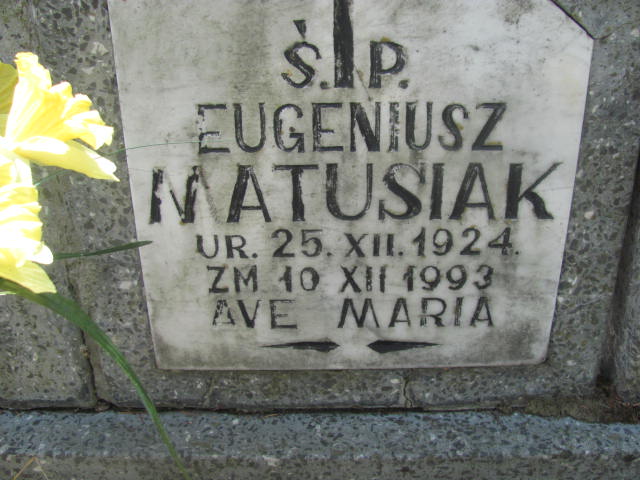 Ś.P.
EUGENIUSZ
MATUSIAK
UR. 25. XII. 1924.
ZM 10 XII 1993
AVE MARIA